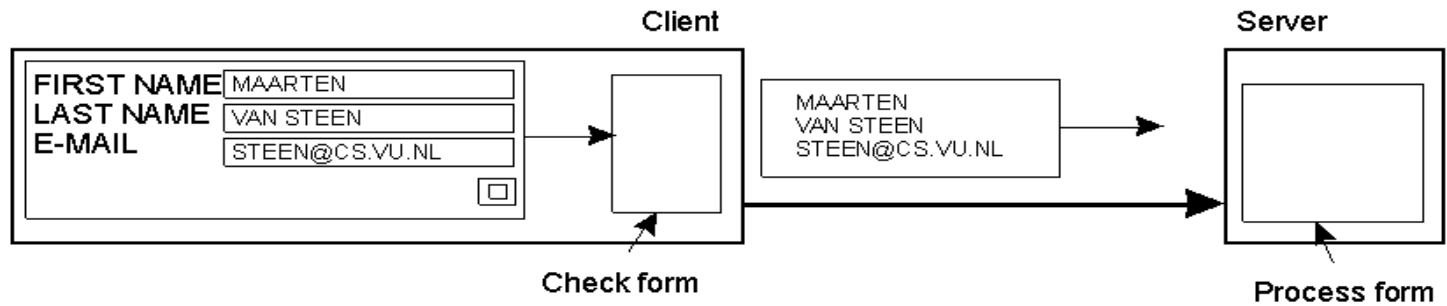 Client
Server
FIRST NAME MAARTEN
LAST NAME VAN STEEN
E-MAIL STEEN@CS.VU.NL
MAARTEN
VAN STEEN
STEEN@CS.VU.NL
Check form
Process form